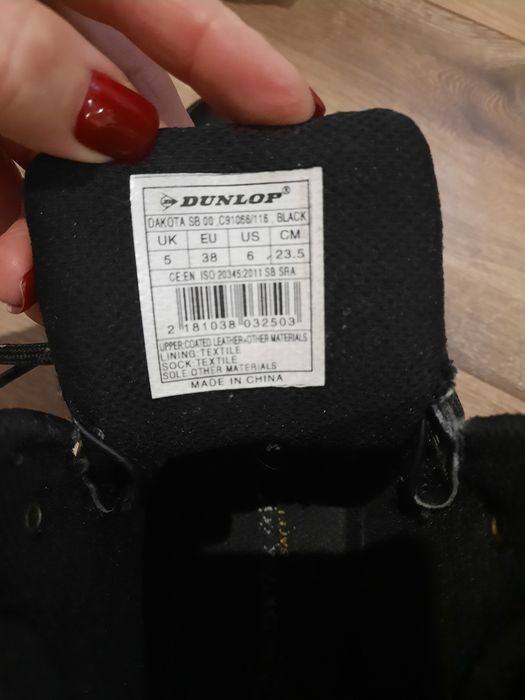 DUNLOP®
DAKOTA SB 00 ,C91066/116 , BLACK
UK EU US CM
5 38 6 23.5
CE:EN ISO 20345:2011 SB SRA
2 181038 032503
UPPER:COATED LEATHER+OTHER MATERIALS
LINING:TEXTILE
SOCK:TEXTILE
SOLE:OTHER MATERIALS
MADE IN CHINA